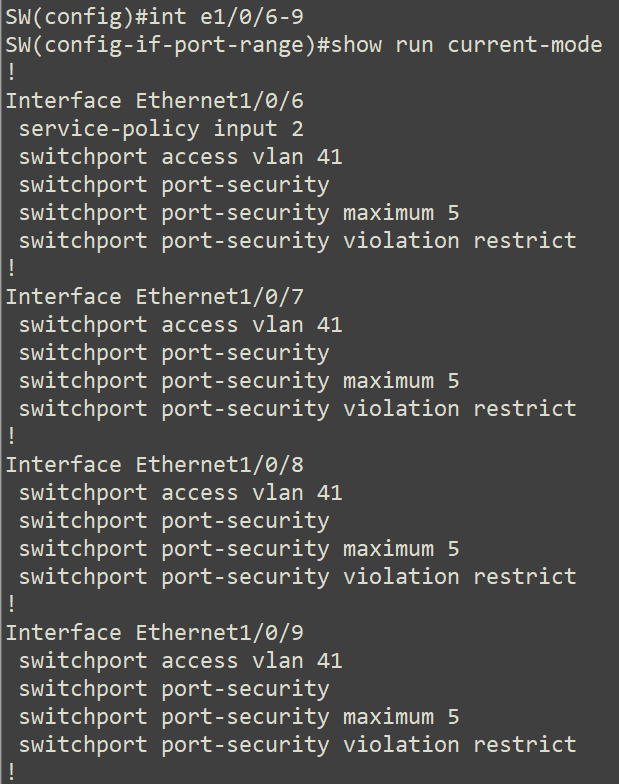 SW(config)#int e1/0/6-9
SW(config-if-port-range)#show run current-mode
!
Interface Ethernet1/0/6
 service-policy input 2
 switchport access vlan 41
 switchport port-security
 switchport port-security maximum 5
 switchport port-security violation restrict
!
Interface Ethernet1/0/7
 switchport access vlan 41
 switchport port-security
 switchport port-security maximum 5
 switchport port-security violation restrict
!
Interface Ethernet1/0/8
 switchport access vlan 41
 switchport port-security
 switchport port-security maximum 5
 switchport port-security violation restrict
!
Interface Ethernet1/0/9
 switchport access vlan 41
 switchport port-security
 switchport port-security maximum 5
 switchport port-security violation restrict
!